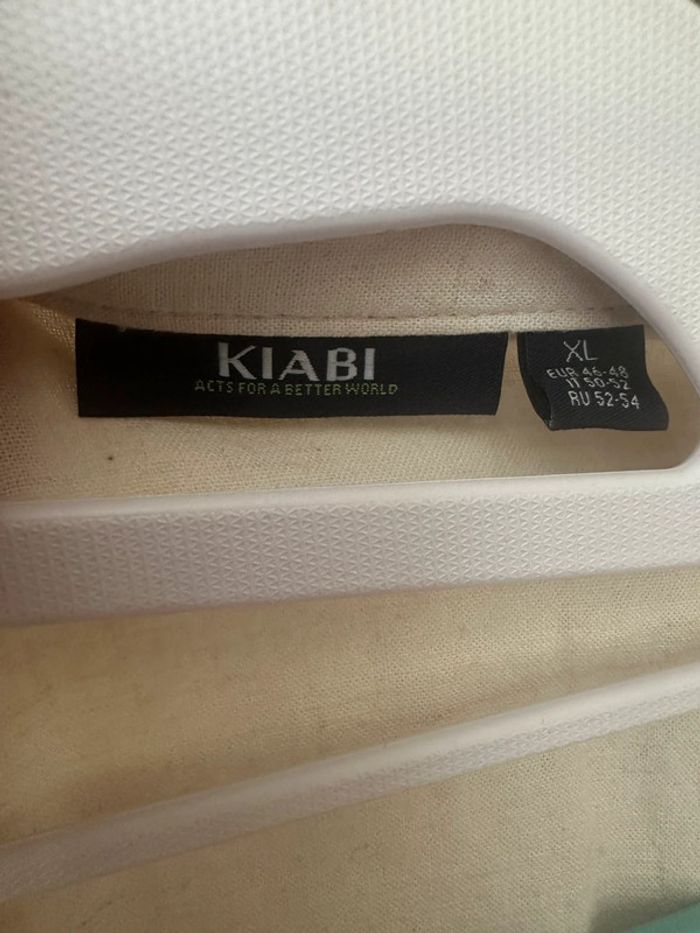 KIABI
ACTS FOR A BETTER WORLD
XL
EUR 46-48
IT 50-52
RU 52-54